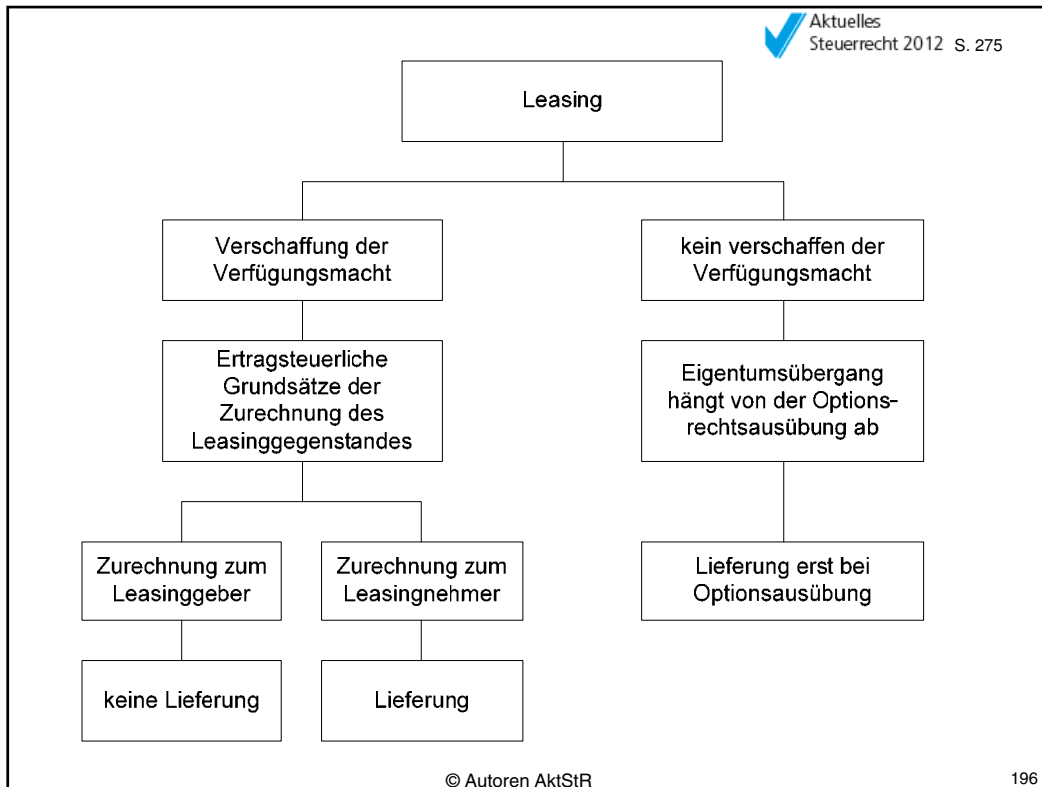 Aktuelles
Steuerrecht 2012 S. 275
Leasing
Verschaffung der
Verfügungsmacht
kein verschaffen der
Verfügungsmacht
Ertragsteuerliche
Grundsätze der
Zurechnung des
Leasinggegenstandes
Eigentumsübergang
hängt von der Options-
rechtsausübung ab
Zurechnung zum
Leasinggeber
Zurechnung zum
Leasingnehmer
Lieferung erst bei
Optionsausübung
keine Lieferung
Lieferung
© Autoren AktStR
196